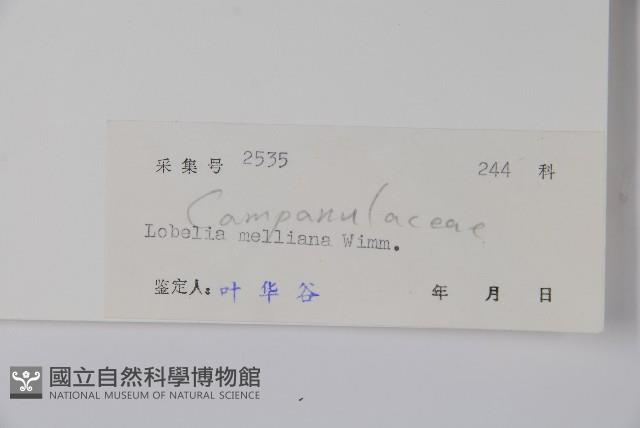 采集号 2535 244 科
Campanulaceae
Lobelia melliana Wimm.
鉴定人: 叶华谷 年 月 日
國立自然科學博物館
NATIONAL MUSEUM OF NATURAL SCIENCE